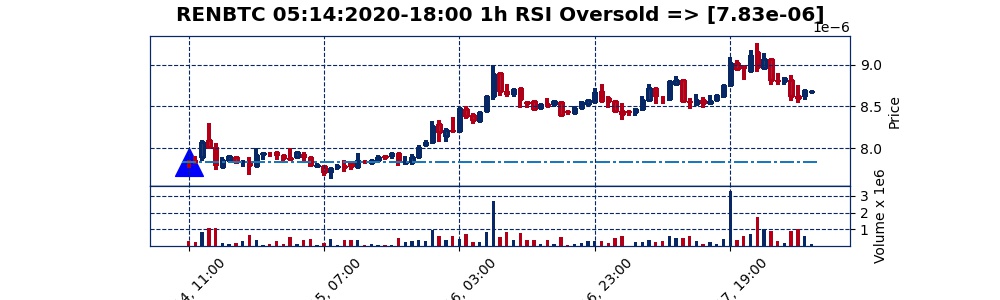 RENBTC 05:14:2020-18:00 1h RSI Oversold => [7.83e-06]
1e−6
9.0
8.5
8.0
Price
3
2
1
Volume x 1e6
4, 11:00
5, 07:00
6, 03:00
6, 23:00
7, 19:00